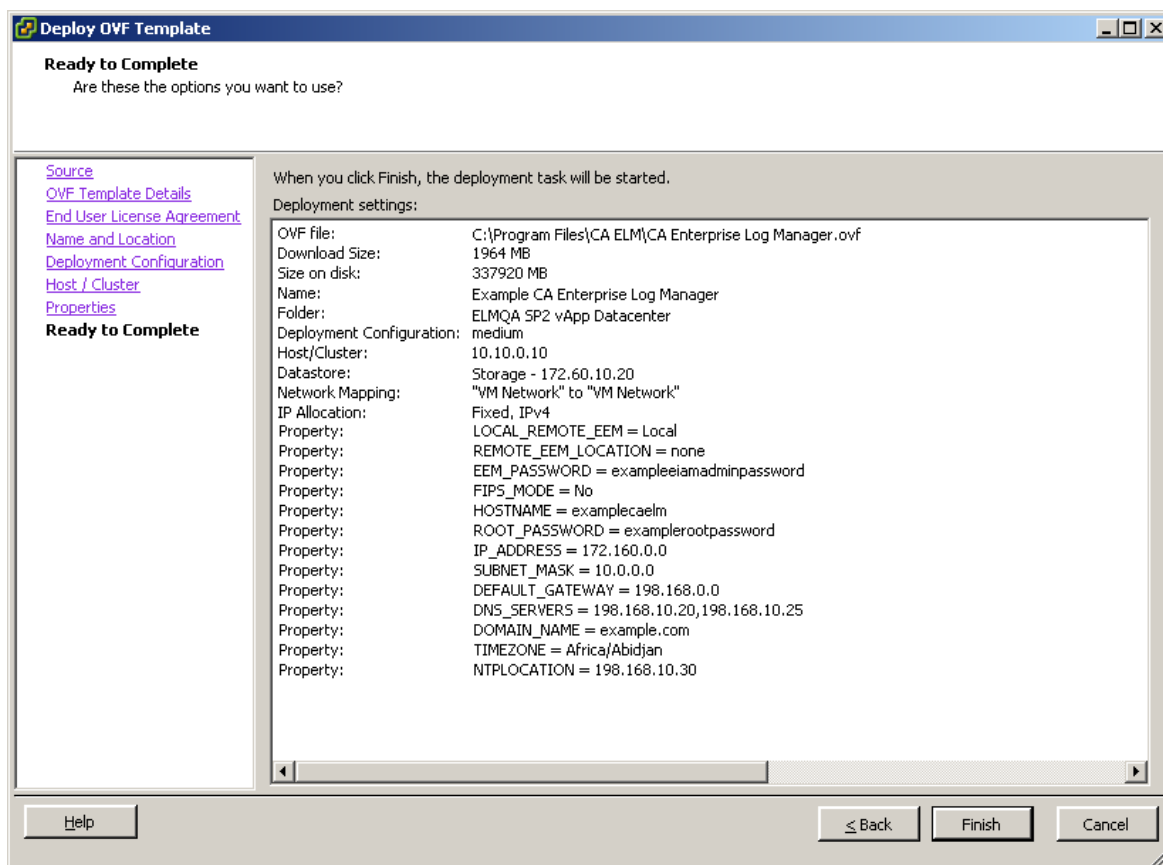 Deploy OVF Template
Ready to Complete
Are these the options you want to use?
Source
OVF Template Details
End User License Agreement
Name and Location
Deployment Configuration
Host / Cluster
Properties
Ready to Complete
When you click Finish, the deployment task will be started.
Deployment settings:
OVF file: C:\Program Files\CA ELM\CA Enterprise Log Manager.ovf
Download Size: 1964 MB
Size on disk: 337920 MB
Name: Example CA Enterprise Log Manager
Folder: ELMQA SP2 vApp Datacenter
Deployment Configuration: medium
Host/Cluster: 10.10.0.10
Datastore: Storage - 172.60.10.20
Network Mapping: "VM Network" to "VM Network"
IP Allocation: Fixed, IPv4
Property: LOCAL_REMOTE_EEM = Local
Property: REMOTE_EEM_LOCATION = none
Property: EEM_PASSWORD = exampleeiamadminpassword
Property: FIPS_MODE = No
Property: HOSTNAME = examplecaelm
Property: ROOT_PASSWORD = examplerootpassword
Property: IP_ADDRESS = 172.160.0.0
Property: SUBNET_MASK = 10.0.0.0
Property: DEFAULT_GATEWAY = 198.168.0.0
Property: DNS_SERVERS = 198.168.10.20,198.168.10.25
Property: DOMAIN_NAME = example.com
Property: TIMEZONE = Africa/Abidjan
Property: NTPLOCATION = 198.168.10.30
Help
< Back
Finish
Cancel